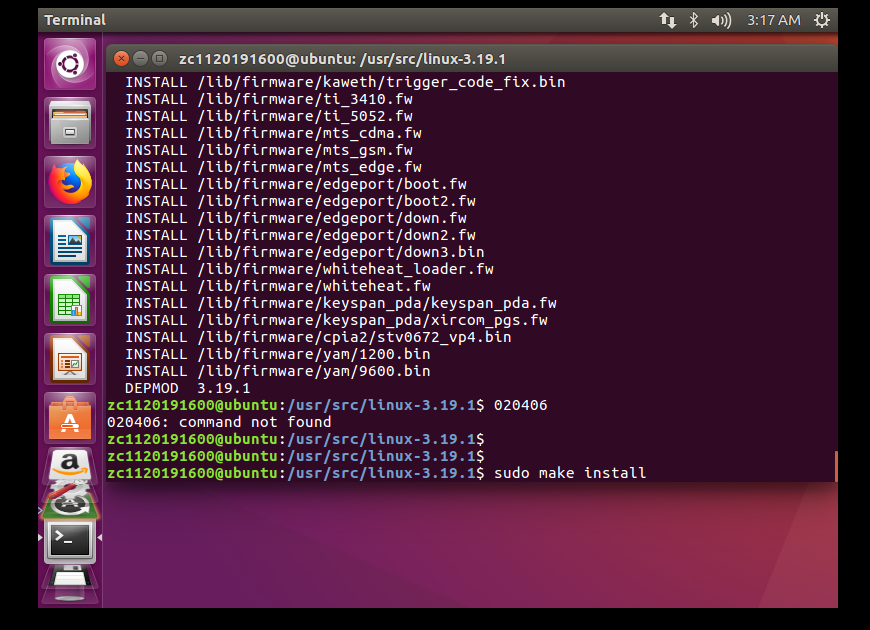 Terminal
3:17 AM
zc1120191600@ubuntu: /usr/src/linux-3.19.1
INSTALL /lib/firmware/kaweth/trigger_code_fix.bin
INSTALL /lib/firmware/ti_3410.fw
INSTALL /lib/firmware/ti_5052.fw
INSTALL /lib/firmware/mts_cdma.fw
INSTALL /lib/firmware/mts_gsm.fw
INSTALL /lib/firmware/mts_edge.fw
INSTALL /lib/firmware/edgeport/boot.fw
INSTALL /lib/firmware/edgeport/boot2.fw
INSTALL /lib/firmware/edgeport/down.fw
INSTALL /lib/firmware/edgeport/down2.fw
INSTALL /lib/firmware/edgeport/down3.bin
INSTALL /lib/firmware/whiteheat_loader.fw
INSTALL /lib/firmware/whiteheat.fw
INSTALL /lib/firmware/keyspan_pda/keyspan_pda.fw
INSTALL /lib/firmware/keyspan_pda/xircom_pgs.fw
INSTALL /lib/firmware/cpia2/stv0672_vp4.bin
INSTALL /lib/firmware/yam/1200.bin
INSTALL /lib/firmware/yam/9600.bin
DEPMOD  3.19.1
zc1120191600@ubuntu:/usr/src/linux-3.19.1$ 020406
020406: command not found
zc1120191600@ubuntu:/usr/src/linux-3.19.1$
zc1120191600@ubuntu:/usr/src/linux-3.19.1$
zc1120191600@ubuntu:/usr/src/linux-3.19.1$ sudo make install